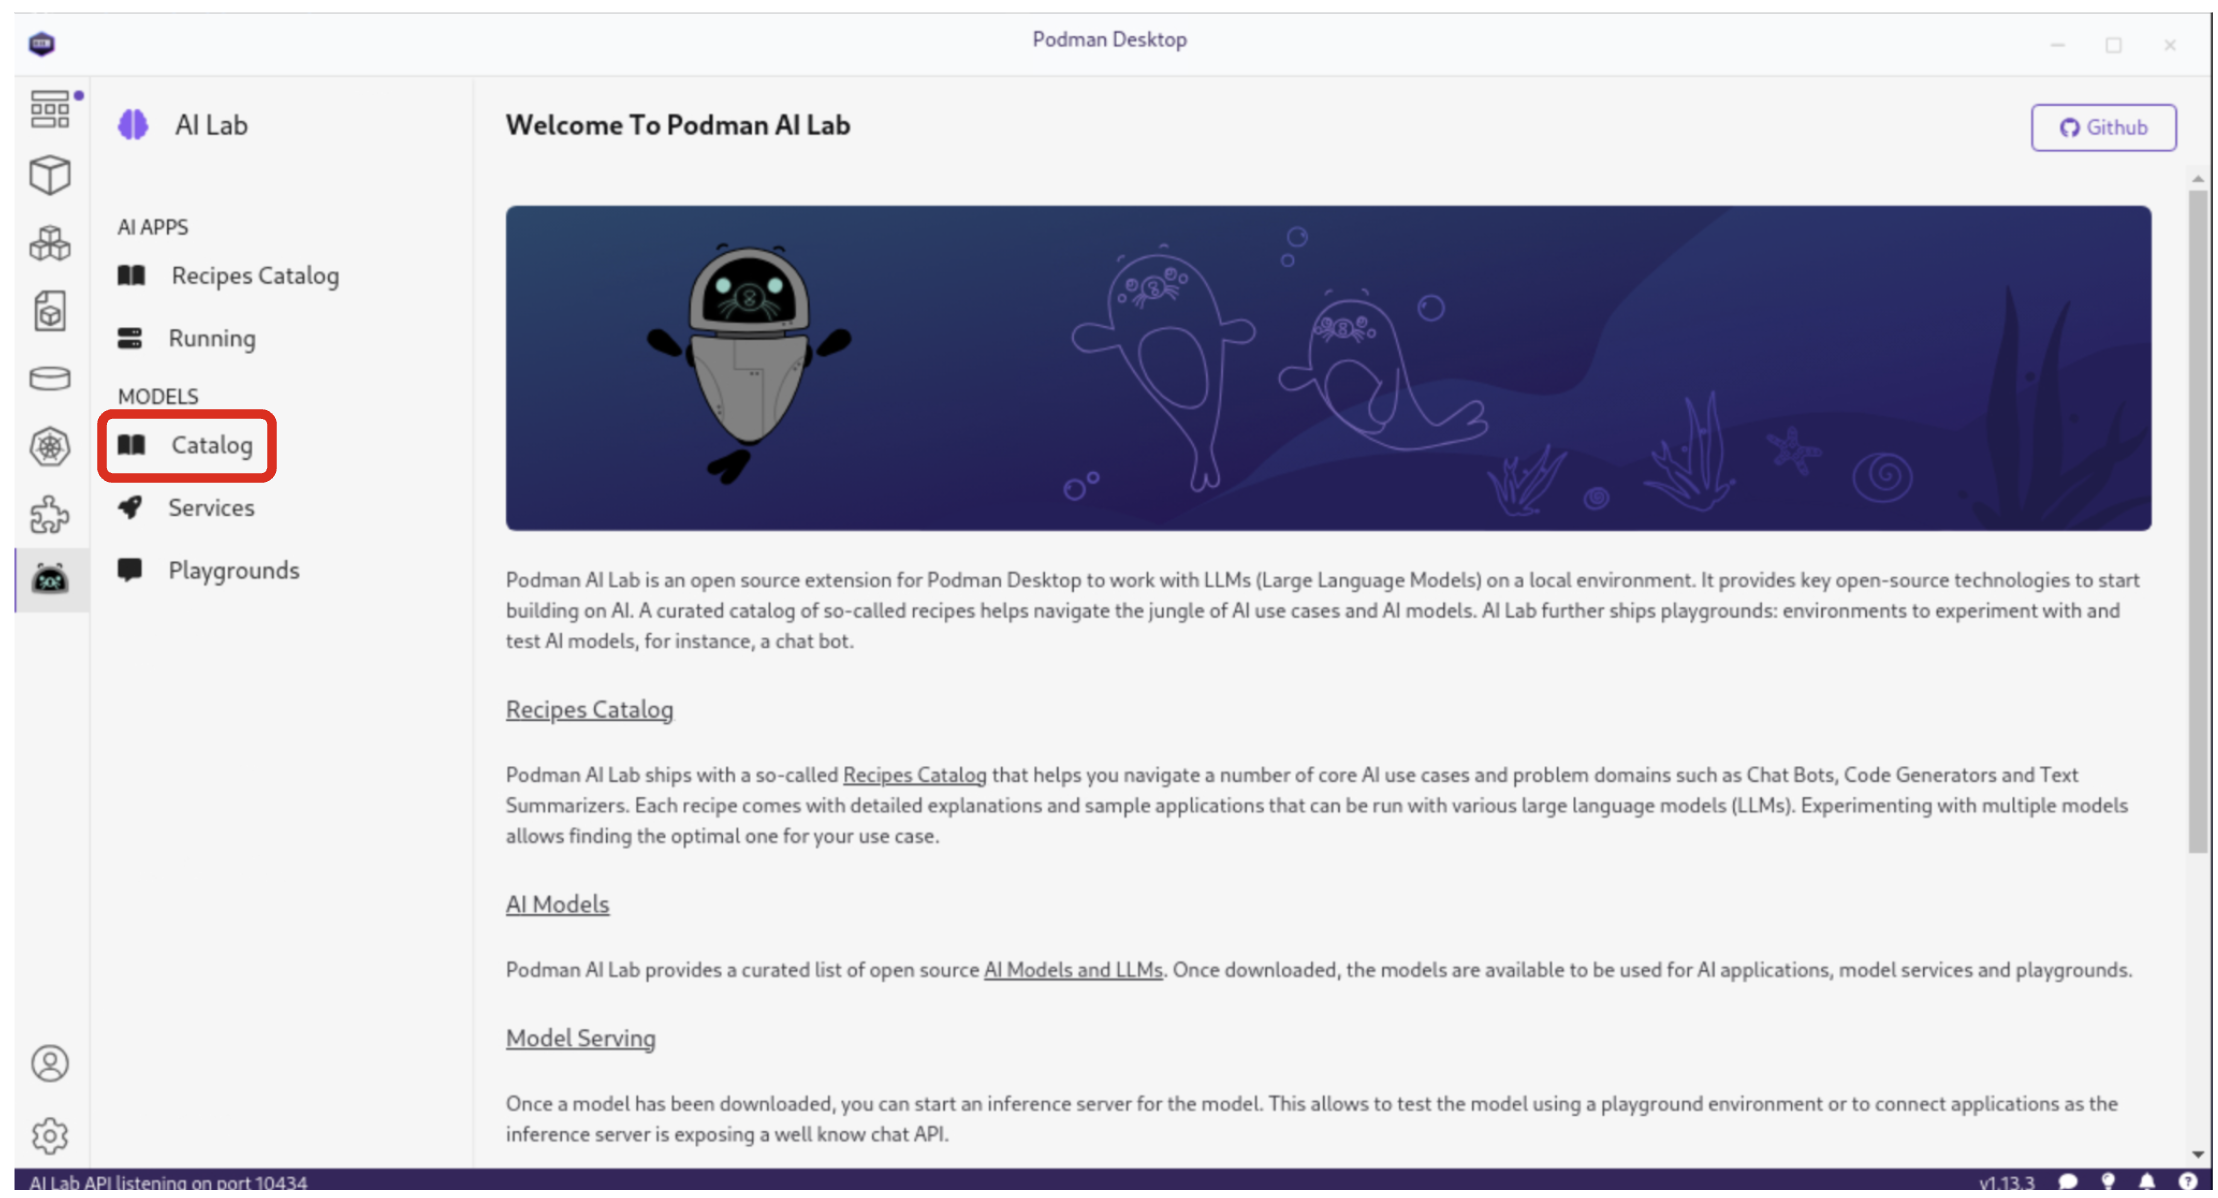 Podman Desktop
AI Lab
Welcome To Podman AI Lab
Github
AI APPS
Recipes Catalog
Running
MODELS
Catalog
Services
Playgrounds
Podman AI Lab is an open source extension for Podman Desktop to work with LLMs (Large Language Models) on a local environment. It provides key open-source technologies to start
building on AI. A curated catalog of so-called recipes helps navigate the jungle of AI use cases and AI models. AI Lab further ships playgrounds: environments to experiment with and
test AI models, for instance, a chat bot.
Recipes Catalog
Podman AI Lab ships with a so-called Recipes Catalog that helps you navigate a number of core AI use cases and problem domains such as Chat Bots, Code Generators and Text
Summarizers. Each recipe comes with detailed explanations and sample applications that can be run with various large language models (LLMs). Experimenting with multiple models
allows finding the optimal one for your use case.
AI Models
Podman AI Lab provides a curated list of open source AI Models and LLMs. Once downloaded, the models are available to be used for AI applications, model services and playgrounds.
Model Serving
Once a model has been downloaded, you can start an inference server for the model. This allows to test the model using a playground environment or to connect applications as the
inference server is exposing a well know chat API.
AI Lab API listening on port 10434
v1.13.3